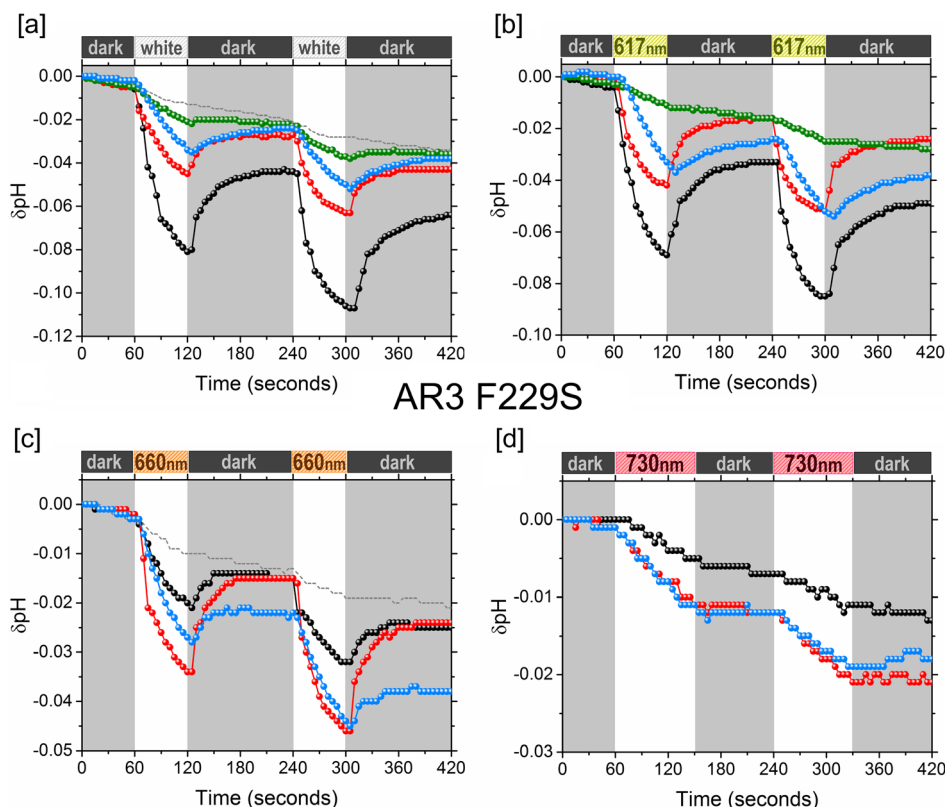 [a]
dark white dark white dark
0.00
-0.02
-0.04
-0.06
-0.08
-0.10
-0.12
δpH
0 60 120 180 240 300 360 420
Time (seconds)
[b]
dark 617nm dark 617nm dark
0.00
-0.02
-0.04
-0.06
-0.08
-0.10
δpH
0 60 120 180 240 300 360 420
Time (seconds)
AR3 F229S
[c]
dark 660nm dark 660nm dark
0.00
-0.01
-0.02
-0.03
-0.04
-0.05
δpH
0 60 120 180 240 300 360 420
Time (seconds)
[d]
dark 730nm dark 730nm dark
0.00
-0.01
-0.02
-0.03
δpH
0 60 120 180 240 300 360 420
Time (seconds)